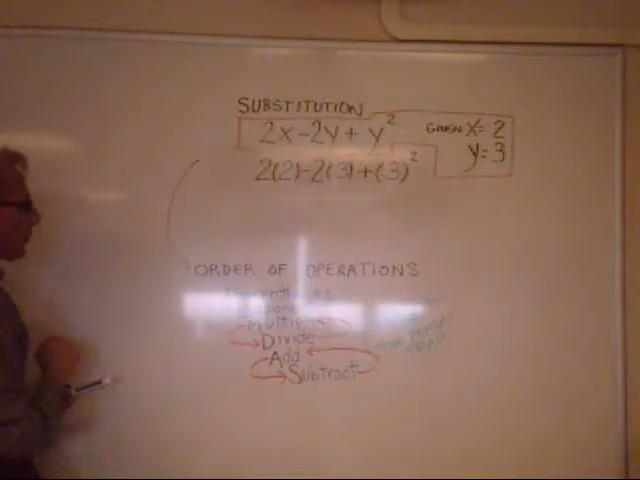 SUBSTITUTION
2x-2y+y² GIVEN x=2
y=3
2(2)-2(3)+(3)²
ORDER OF OPERATIONS
Multiply
Divide
Add
Subtract